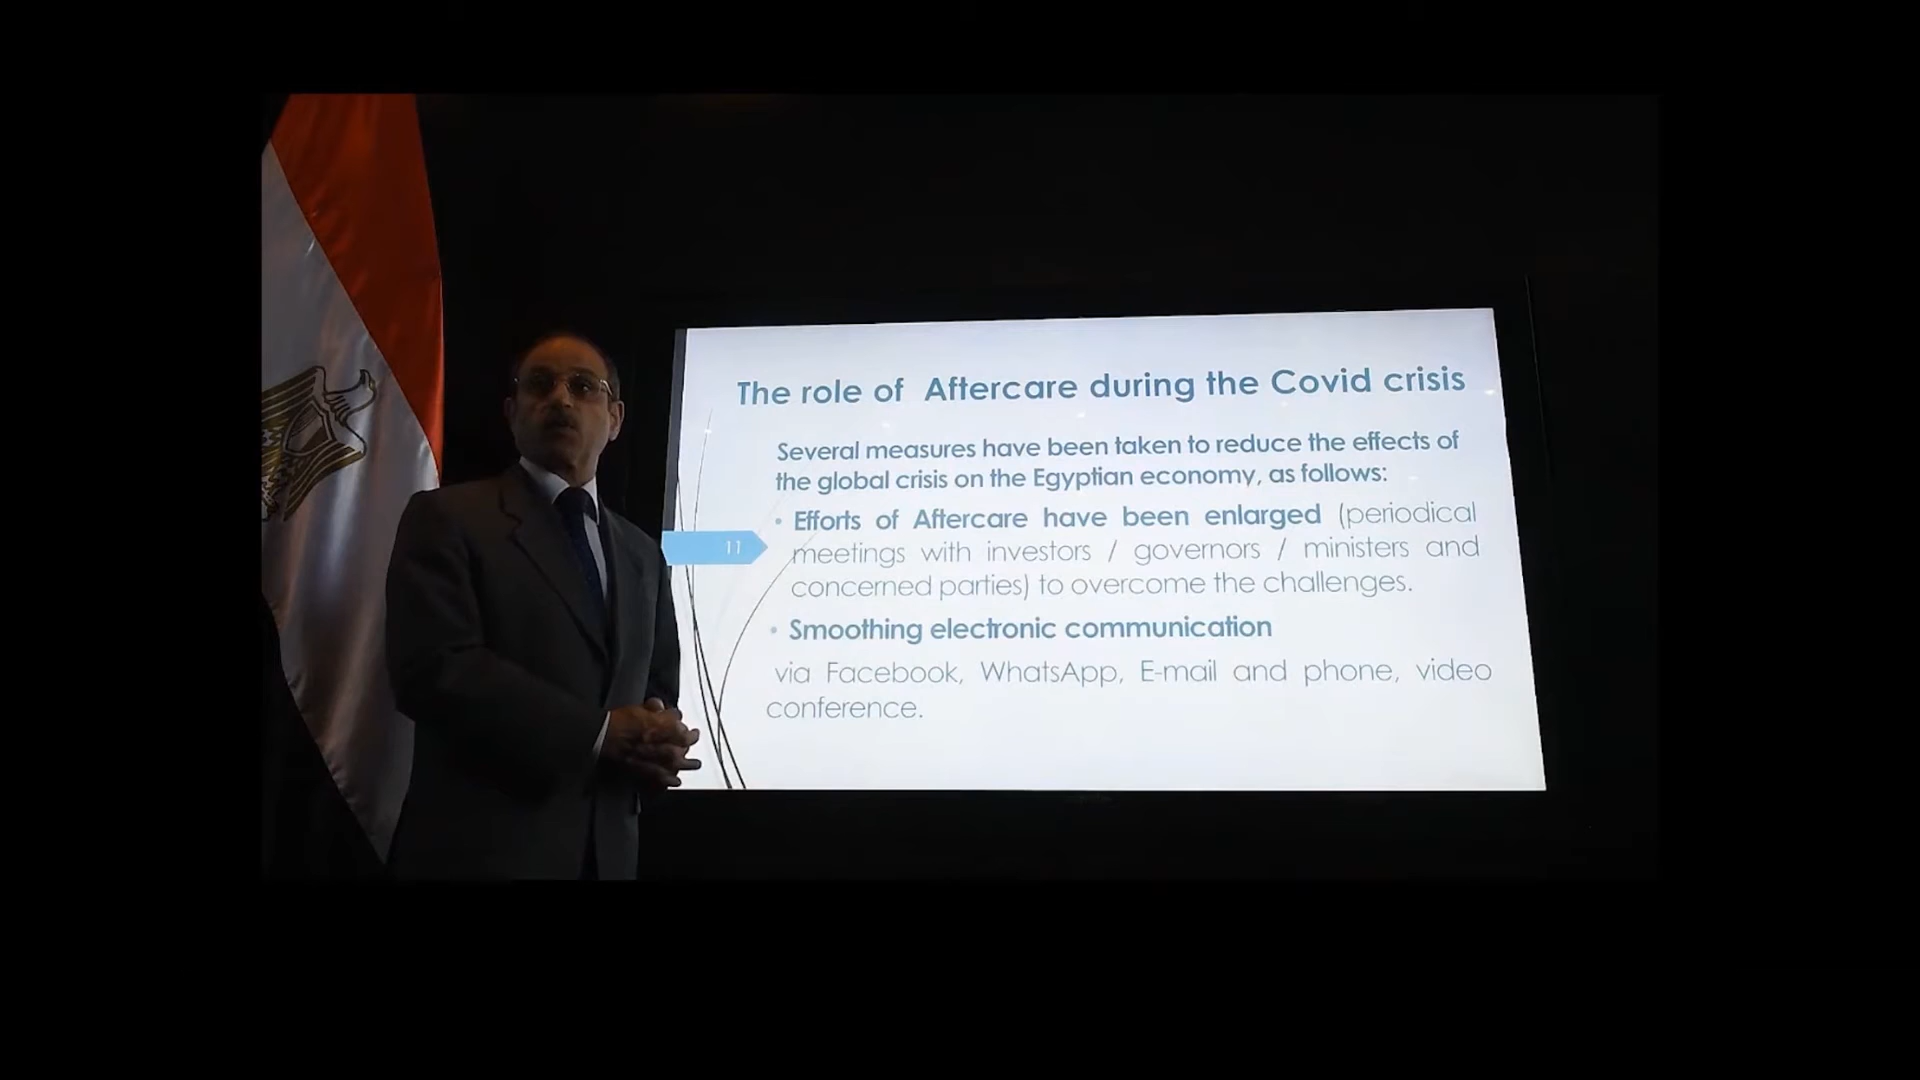 The role of Aftercare during the Covid crisis
Several measures have been taken to reduce the effects of
the global crisis on the Egyptian economy, as follows:
• Efforts of Aftercare have been enlarged (periodical
11
meetings with investors / governors / ministers and
concerned parties) to overcome the challenges.
• Smoothing electronic communication
via Facebook, WhatsApp, E-mail and phone, video
conference.